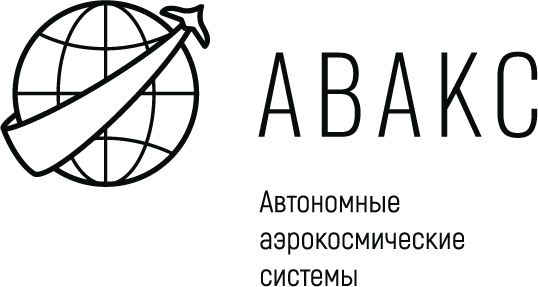 АВАКС
Автономные
аэрокосмические
системы